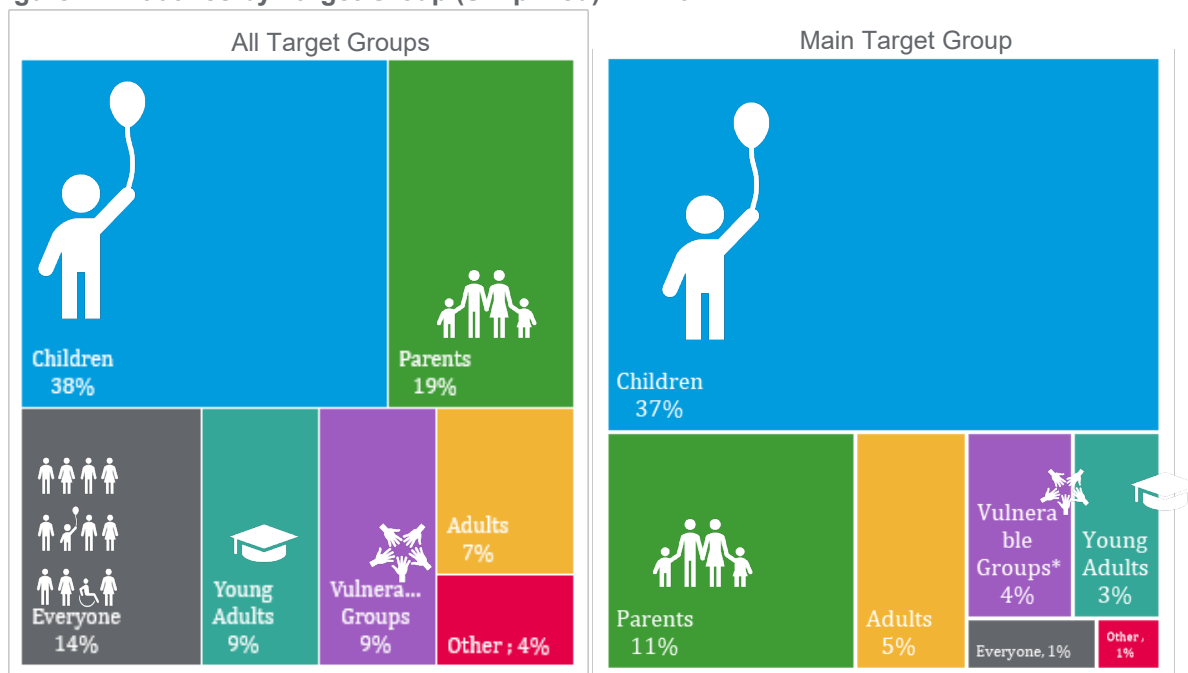 All Target Groups
Children
38%
Parents
19%
Everyone
14%
Young
Adults
9%
Vulnera...
Groups
9%
Adults
7%
Other ; 4%
Main Target Group
Children
37%
Parents
11%
Adults
5%
Vulnera
ble
Groups*
4%
Young
Adults
3%
Everyone, 1%
Other ,
1%